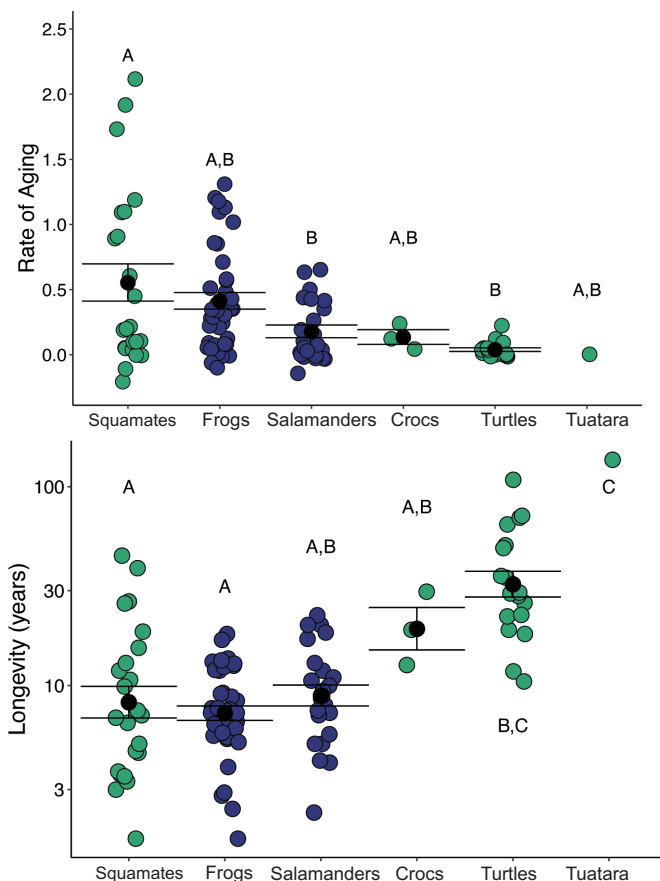 2.5
A
2.0
1.5
A,B
Rate of Aging
1.0
B
A,B
B
A,B
0.5
0.0
Squamates Frogs Salamanders Crocs Turtles Tuatara
100
A
C
A,B
A,B
A
30
Longevity (years)
10
B,C
3
Squamates Frogs Salamanders Crocs Turtles Tuatara